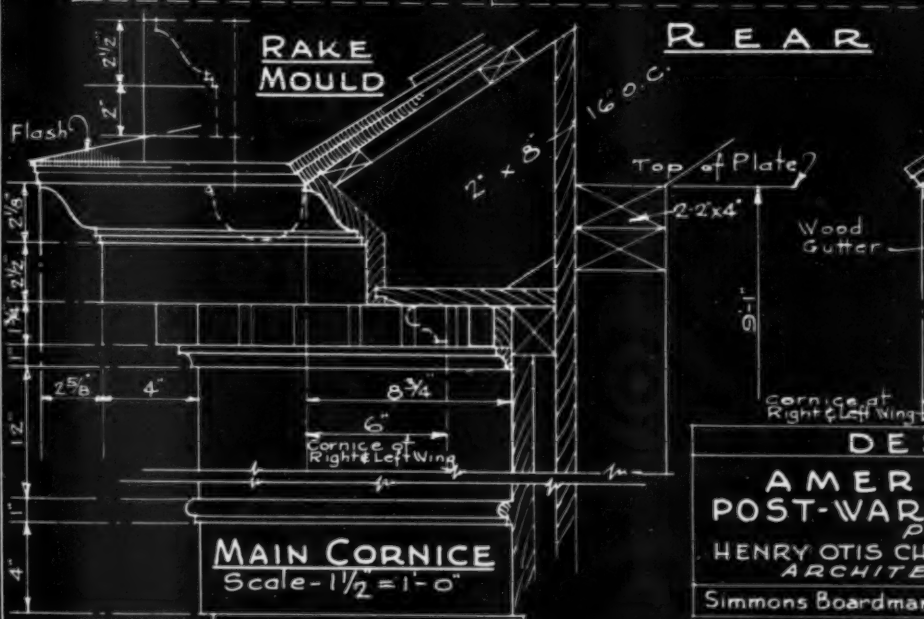 RAKE
MOULD
REAR
2½"
2"
Flash
16" O.C.
2" x 8"
Top of Plate
2-2"x4"
Wood
Gutter
2⅛"
2½"
1¾"
1"
9'-1"
2⅝"
4"
8¾"
6"
Cornice at
Right & Left Wing
Cornice at
Right & Left Wing
12"
1"
4"
MAIN CORNICE
Scale - 1½" = 1'-0"
DE
AMER
POST-WAR
P
HENRY OTIS CH
ARCHITE
Simmons Boardman